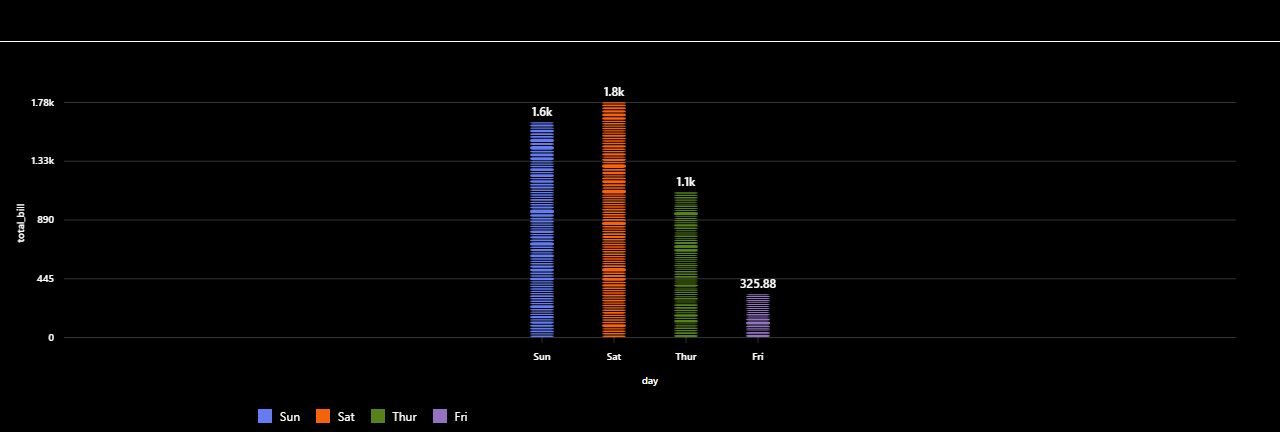 1.8k
1.6k
1.1k
325.88
1.78k
1.33k
890
445
0
total_bill
Sun Sat Thur Fri
day
Sun Sat Thur Fri